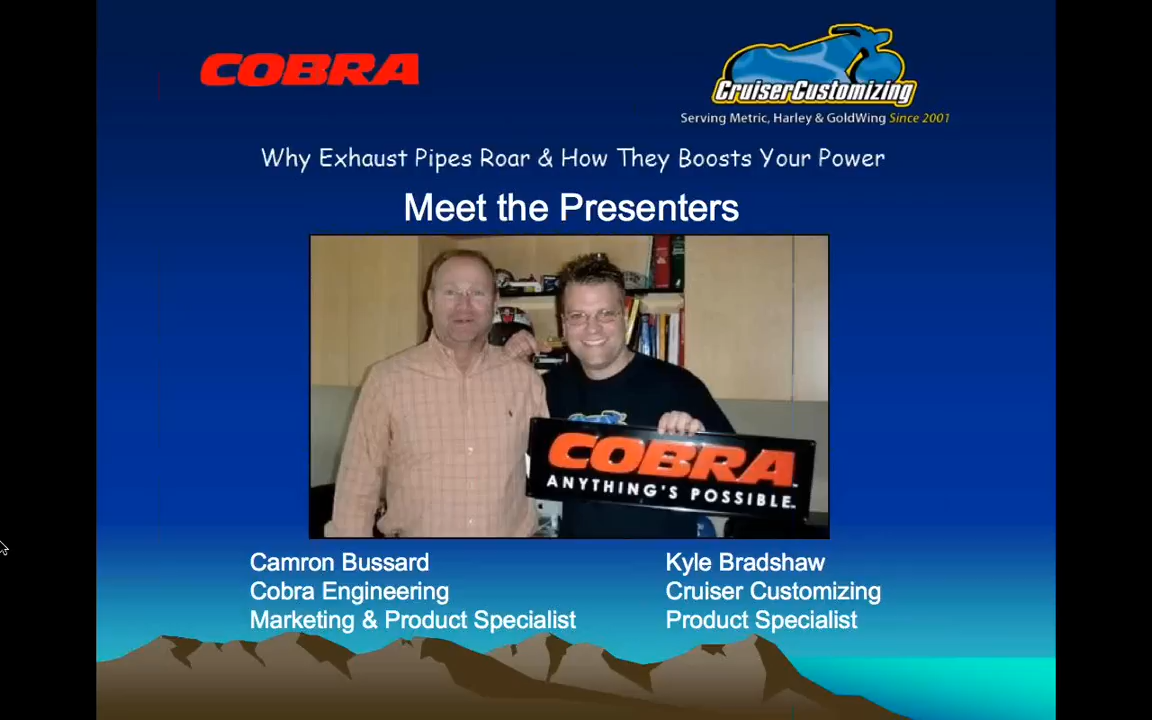 COBRA
CruiserCustomizing
Serving Metric, Harley & GoldWing Since 2001
Why Exhaust Pipes Roar & How They Boosts Your Power
Meet the Presenters
COBRA
ANYTHING'S POSSIBLE
Camron Bussard
Cobra Engineering
Marketing & Product Specialist
Kyle Bradshaw
Cruiser Customizing
Product Specialist